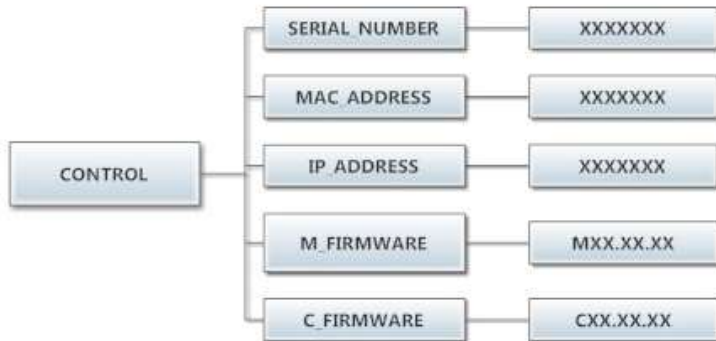 SERIAL_NUMBER XXXXXXX
MAC_ADDRESS XXXXXXX
IP_ADDRESS XXXXXXX
CONTROL
M_FIRMWARE MXX.XX.XX
C_FIRMWARE CXX.XX.XX